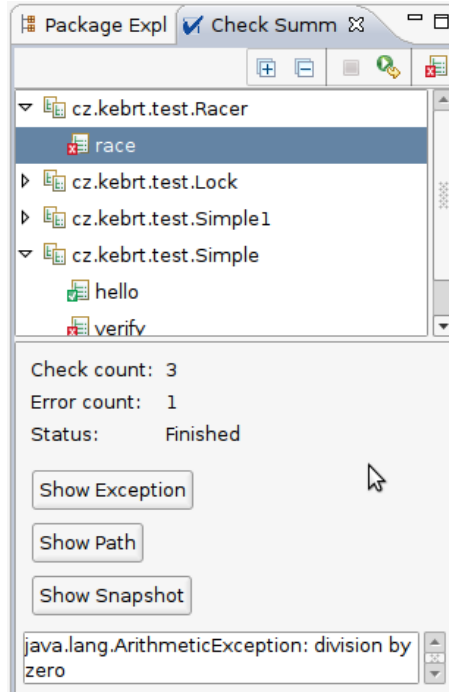 Package Expl Check Summ
cz.kebrt.test.Racer
race
cz.kebrt.test.Lock
cz.kebrt.test.Simple1
cz.kebrt.test.Simple
hello
verify
Check count: 3
Error count: 1
Status: Finished
Show Exception
Show Path
Show Snapshot
java.lang.ArithmeticException: division by
zero